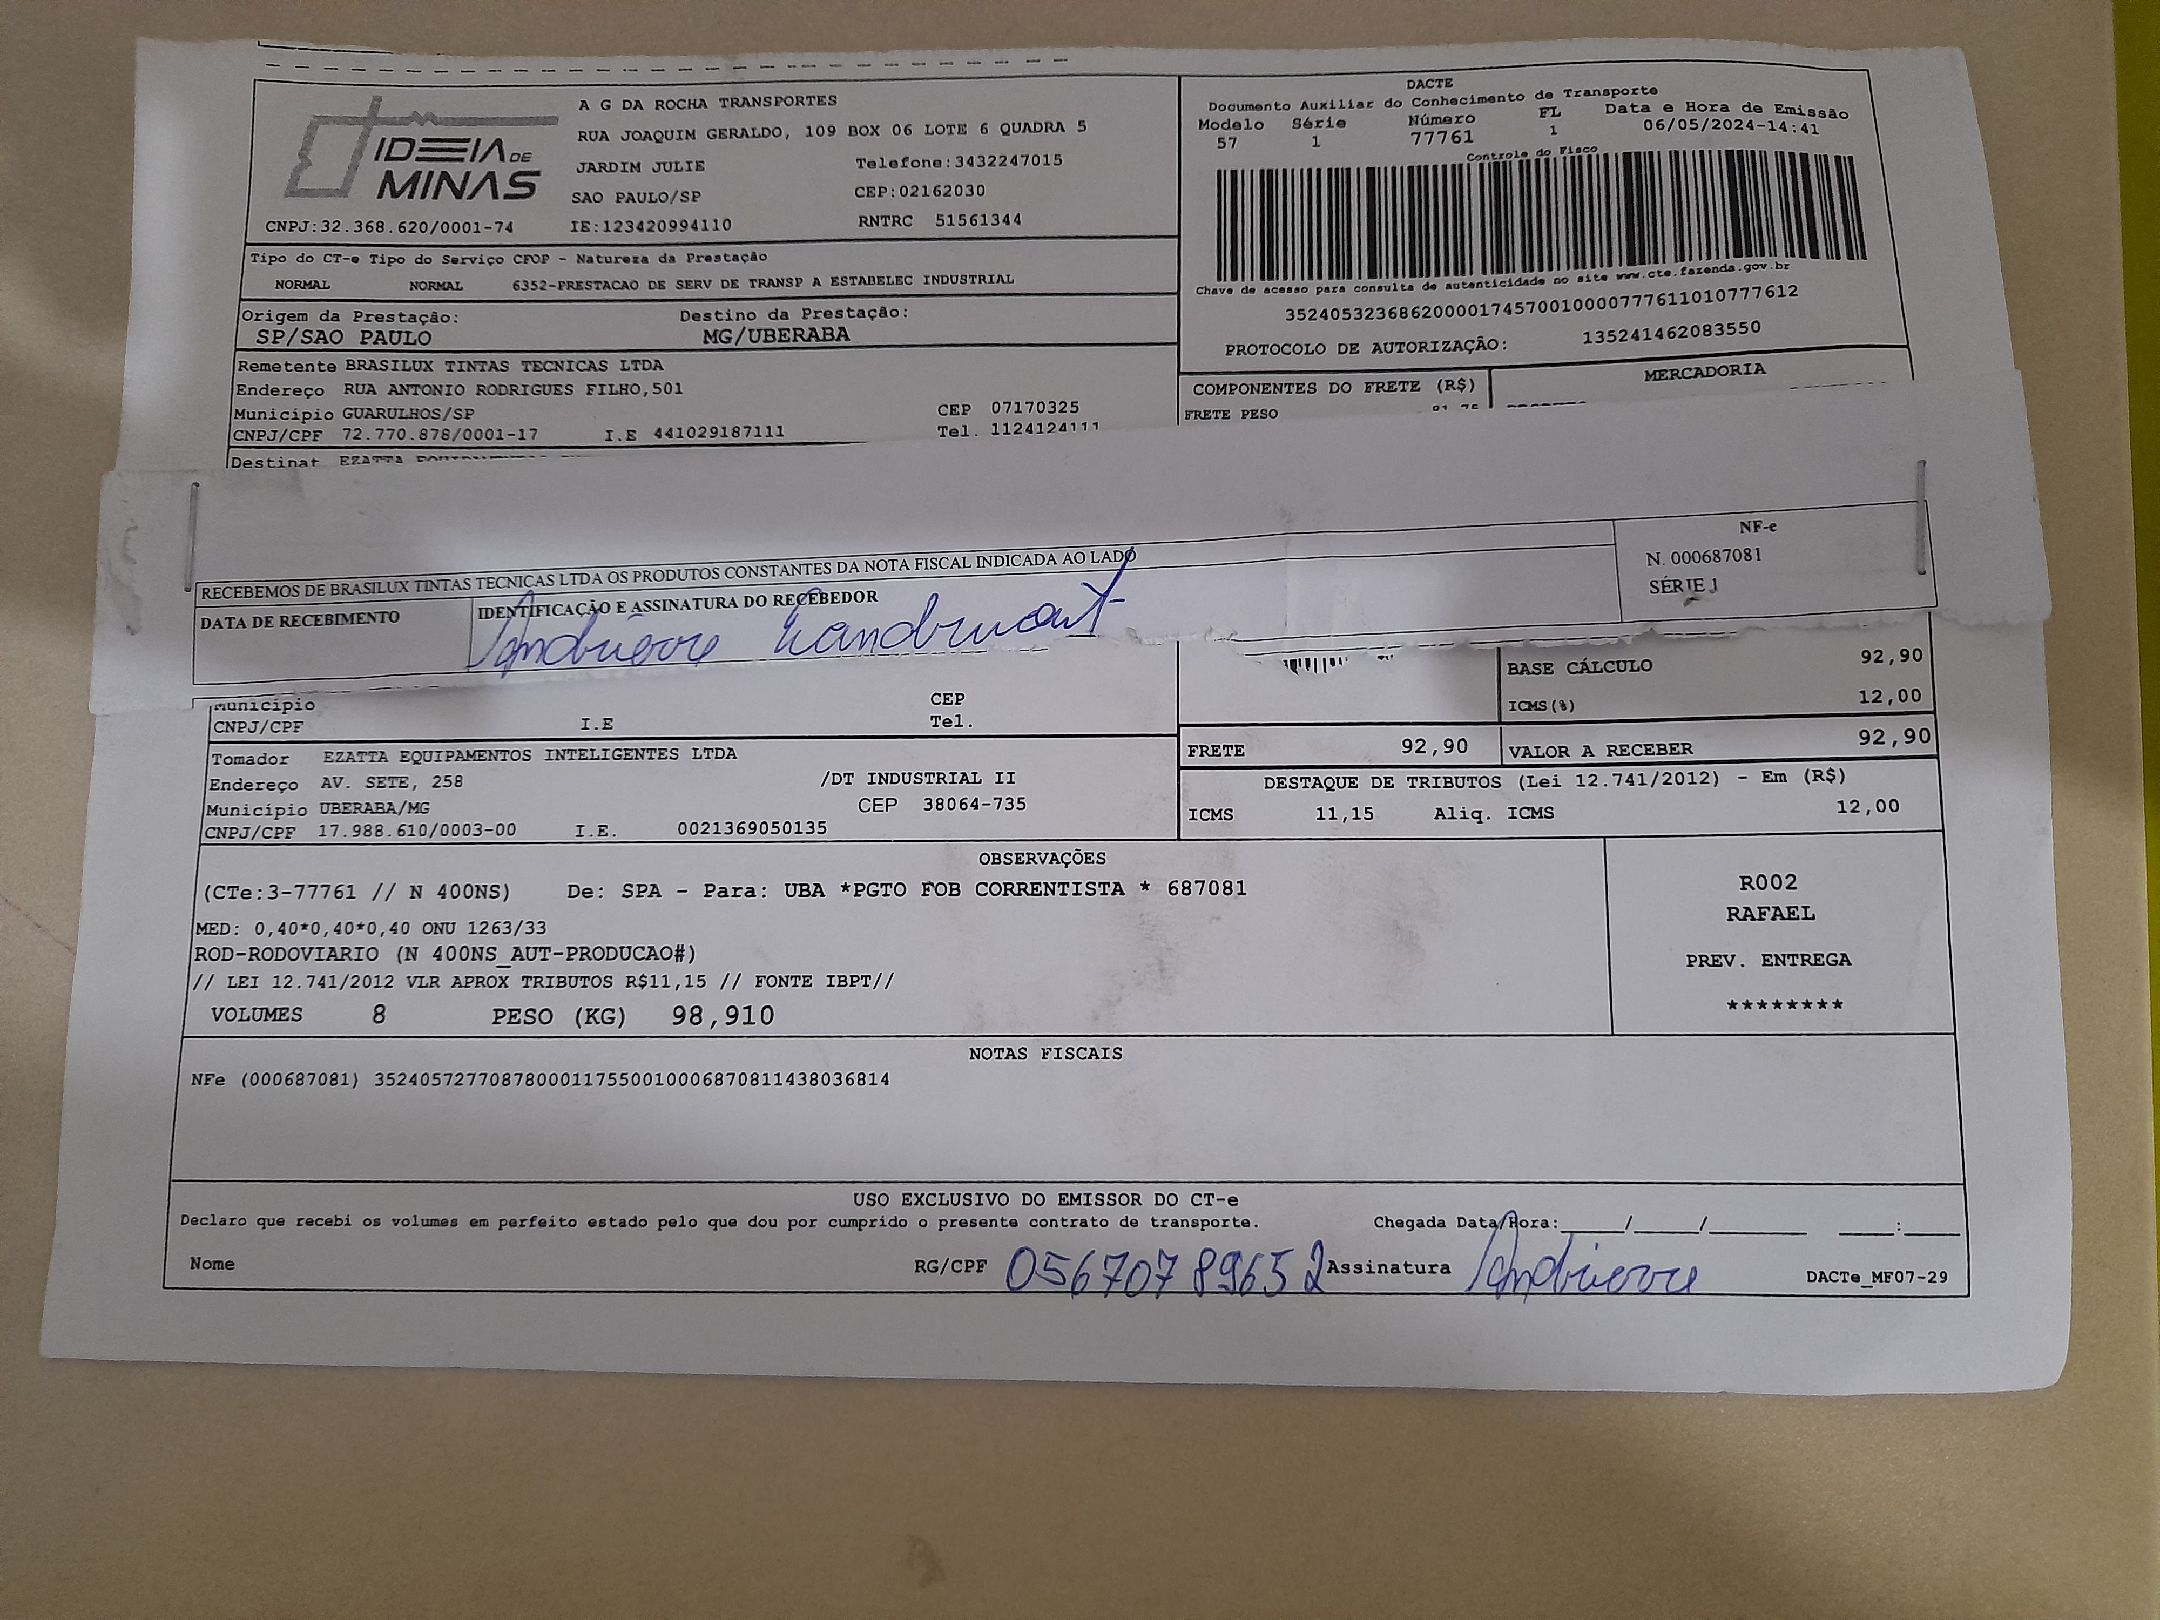 IDEIA DE
MINAS
CNPJ:32.368.620/0001-74
A G DA ROCHA TRANSPORTES
RUA JOAQUIM GERALDO, 109 BOX 06 LOTE 6 QUADRA 5
JARDIM JULIE Telefone:3432247015
SAO PAULO/SP CEP:02162030
IE:123420994110 RNTRC 51561344
DACTE
Documento Auxiliar do Conhecimento de Transporte
Modelo Série Número FL Data e Hora de Emissão
57 1 77761 1 06/05/2024-14:41
Controle do Fisco
Chave de acesso para consulta de autenticidade no site www.cte.fazenda.gov.br
35240532368620000174570010000777611010777612
PROTOCOLO DE AUTORIZAÇÃO: 135241462083550
Tipo do CT-e Tipo do Serviço CFOP - Natureza da Prestação
NORMAL NORMAL 6352-PRESTACAO DE SERV DE TRANSP A ESTABELEC INDUSTRIAL
Origem da Prestação: Destino da Prestação:
SP/SAO PAULO MG/UBERABA
Remetente BRASILUX TINTAS TECNICAS LTDA
Endereço RUA ANTONIO RODRIGUES FILHO,501
Município GUARULHOS/SP CEP 07170325
CNPJ/CPF 72.770.878/0001-17 I.E 441029187111 Tel. 1124124111
Destinat EZATTA
COMPONENTES DO FRETE (R$) MERCADORIA
FRETE PESO
RECEBEMOS DE BRASILUX TINTAS TECNICAS LTDA OS PRODUTOS CONSTANTES DA NOTA FISCAL INDICADA AO LADO
DATA DE RECEBIMENTO IDENTIFICAÇÃO E ASSINATURA DO RECEBEDOR
NF-e
N. 000687081
SÉRIE 1
BASE CÁLCULO 92,90
ICMS(%) 12,00
FRETE 92,90 VALOR A RECEBER 92,90
Município CEP
CNPJ/CPF I.E Tel.
Tomador EZATTA EQUIPAMENTOS INTELIGENTES LTDA
Endereço AV. SETE, 258 /DT INDUSTRIAL II
Município UBERABA/MG CEP 38064-735
CNPJ/CPF 17.988.610/0003-00 I.E. 0021369050135
DESTAQUE DE TRIBUTOS (Lei 12.741/2012) - Em (R$)
ICMS 11,15 Aliq. ICMS 12,00
OBSERVAÇÕES
(CTe:3-77761 // N 400NS) De: SPA - Para: UBA *PGTO FOB CORRENTISTA * 687081
MED: 0,40*0,40*0,40 ONU 1263/33
ROD-RODOVIARIO (N 400NS_AUT-PRODUCAO#)
// LEI 12.741/2012 VLR APROX TRIBUTOS R$11,15 // FONTE IBPT//
VOLUMES 8 PESO (KG) 98,910
R002
RAFAEL
PREV. ENTREGA
********
NOTAS FISCAIS
NFe (000687081) 35240572770878000117550010006870811438036814
USO EXCLUSIVO DO EMISSOR DO CT-e
Declaro que recebi os volumes em perfeito estado pelo que dou por cumprido o presente contrato de transporte. Chegada Data/Hora:____/____/____ ___:___
Nome RG/CPF 05670789652 Assinatura
DACTe_MF07-29